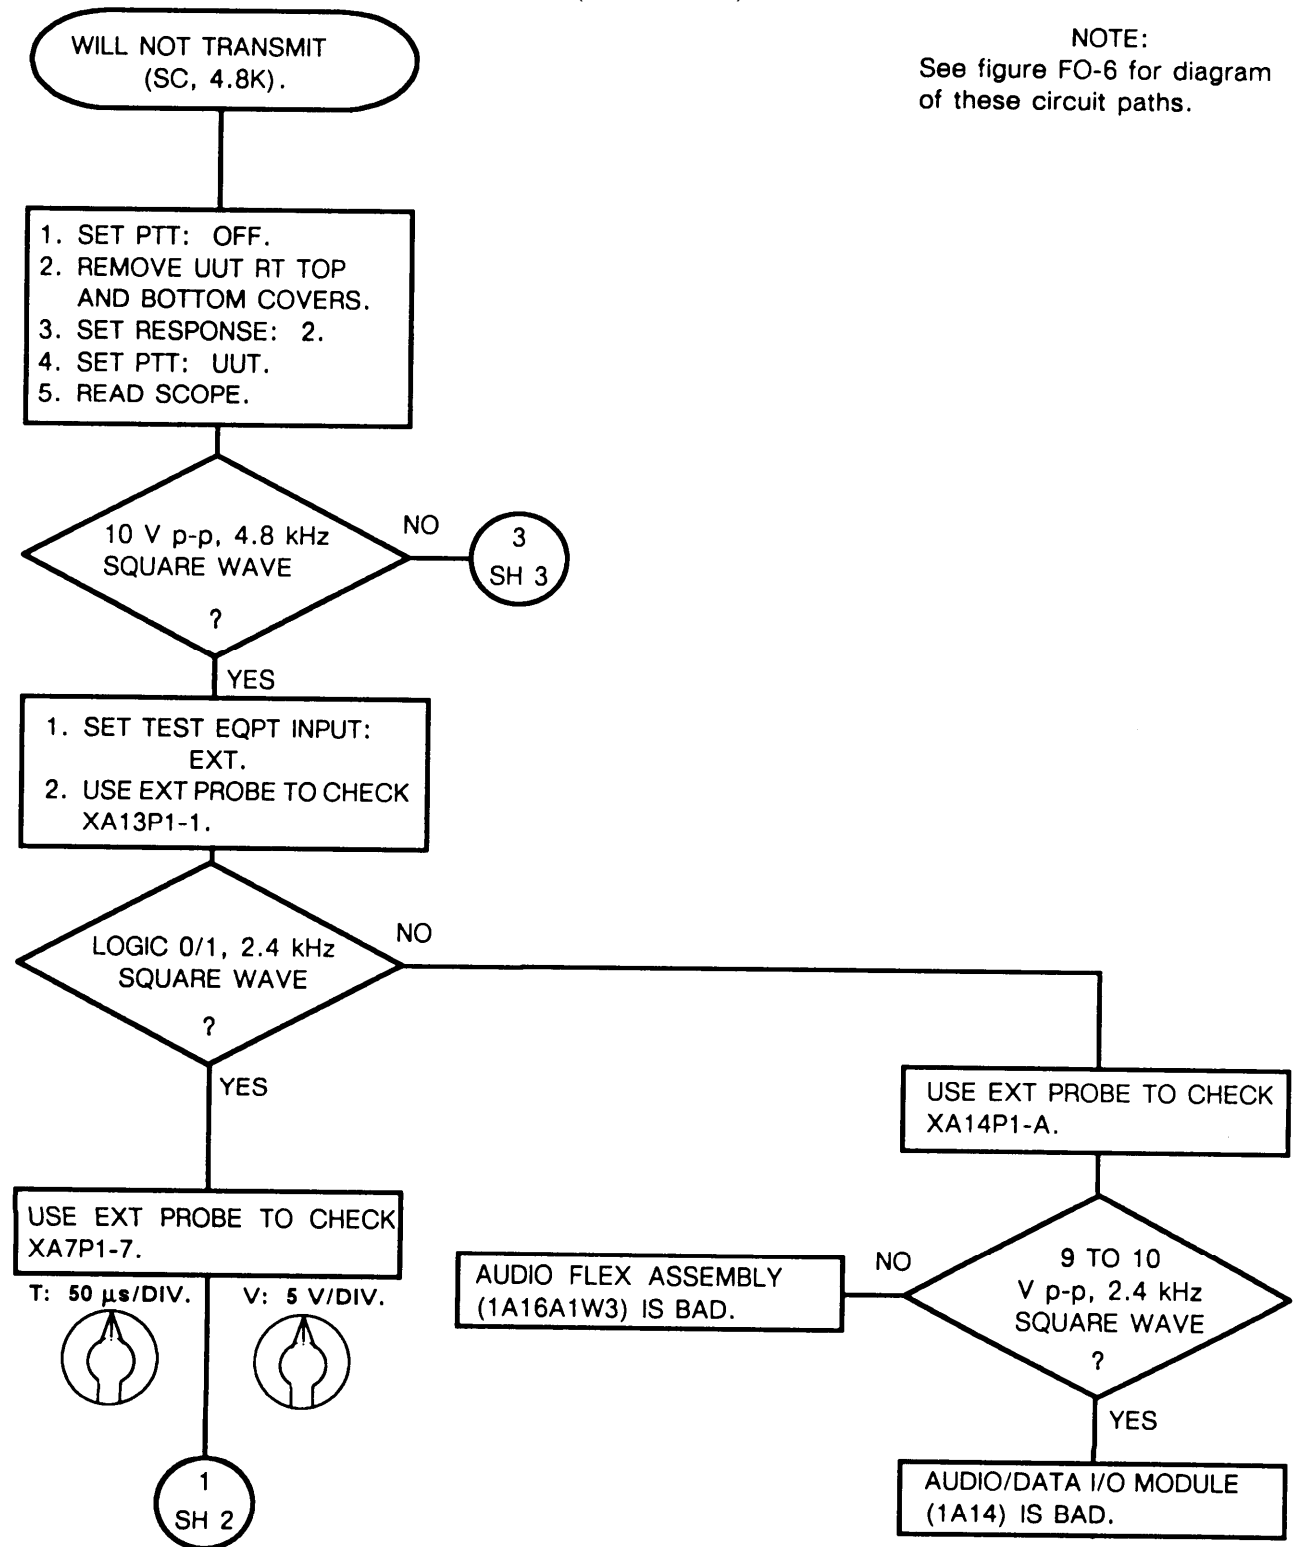 WILL NOT TRANSMIT
(SC, 4.8K).
NOTE:
See figure FO-6 for diagram
of these circuit paths.
1. SET PTT: OFF.
2. REMOVE UUT RT TOP
AND BOTTOM COVERS.
3. SET RESPONSE: 2.
4. SET PTT: UUT.
5. READ SCOPE.
10 V p-p, 4.8 kHz
SQUARE WAVE
?
NO
3
SH 3
YES
1. SET TEST EQPT INPUT:
EXT.
2. USE EXT PROBE TO CHECK
XA13P1-1.
LOGIC 0/1, 2.4 kHz
SQUARE WAVE
?
NO
YES
USE EXT PROBE TO CHECK
XA14P1-A.
USE EXT PROBE TO CHECK
XA7P1-7.
T: 50 µs/DIV.
V: 5 V/DIV.
9 TO 10
V p-p, 2.4 kHz
SQUARE WAVE
?
NO
AUDIO FLEX ASSEMBLY
(1A16A1W3) IS BAD.
YES
AUDIO/DATA I/O MODULE
(1A14) IS BAD.
1
SH 2